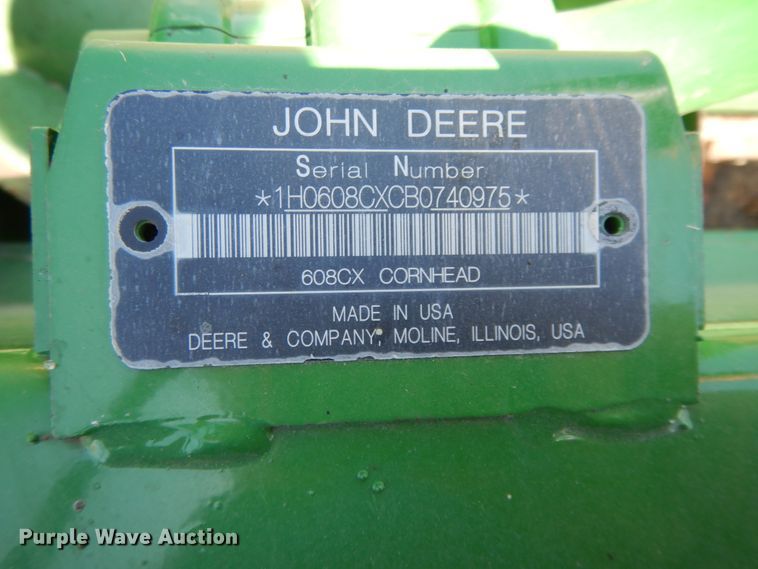 JOHN DEERE
Serial Number
*1H0608CXCB0740975*
608CX CORNHEAD
MADE IN USA
DEERE & COMPANY, MOLINE, ILLINOIS, USA
Purple Wave Auction